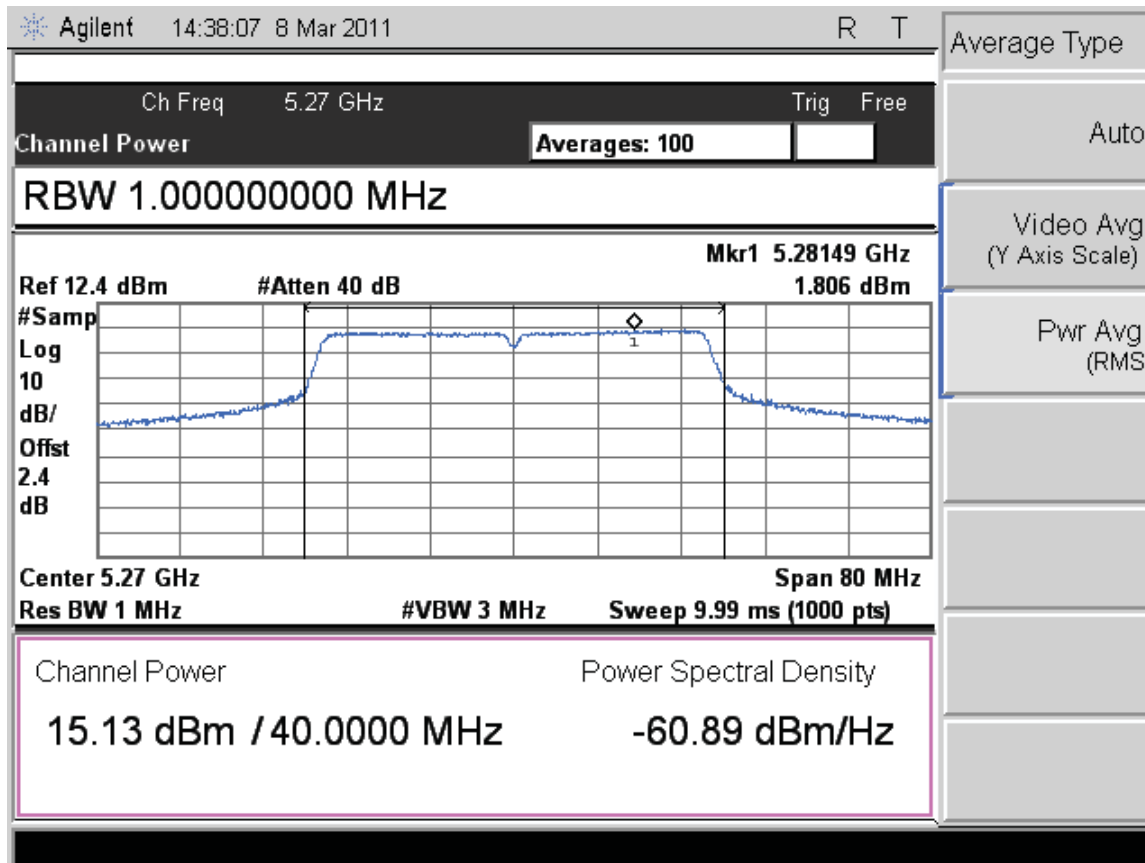 Agilent 14:38:07 8 Mar 2011 R T
Average Type
Ch Freq 5.27 GHz Trig Free
Channel Power Averages: 100
Auto
RBW 1.000000000 MHz
Video Avg
(Y Axis Scale)
Mkr1 5.28149 GHz
Ref 12.4 dBm #Atten 40 dB 1.806 dBm
#Samp
Log
10
dB/
Offst
2.4
dB
1
Pwr Avg
(RMS
Center 5.27 GHz Span 80 MHz
Res BW 1 MHz #VBW 3 MHz Sweep 9.99 ms (1000 pts)
Channel Power Power Spectral Density
15.13 dBm / 40.0000 MHz -60.89 dBm/Hz